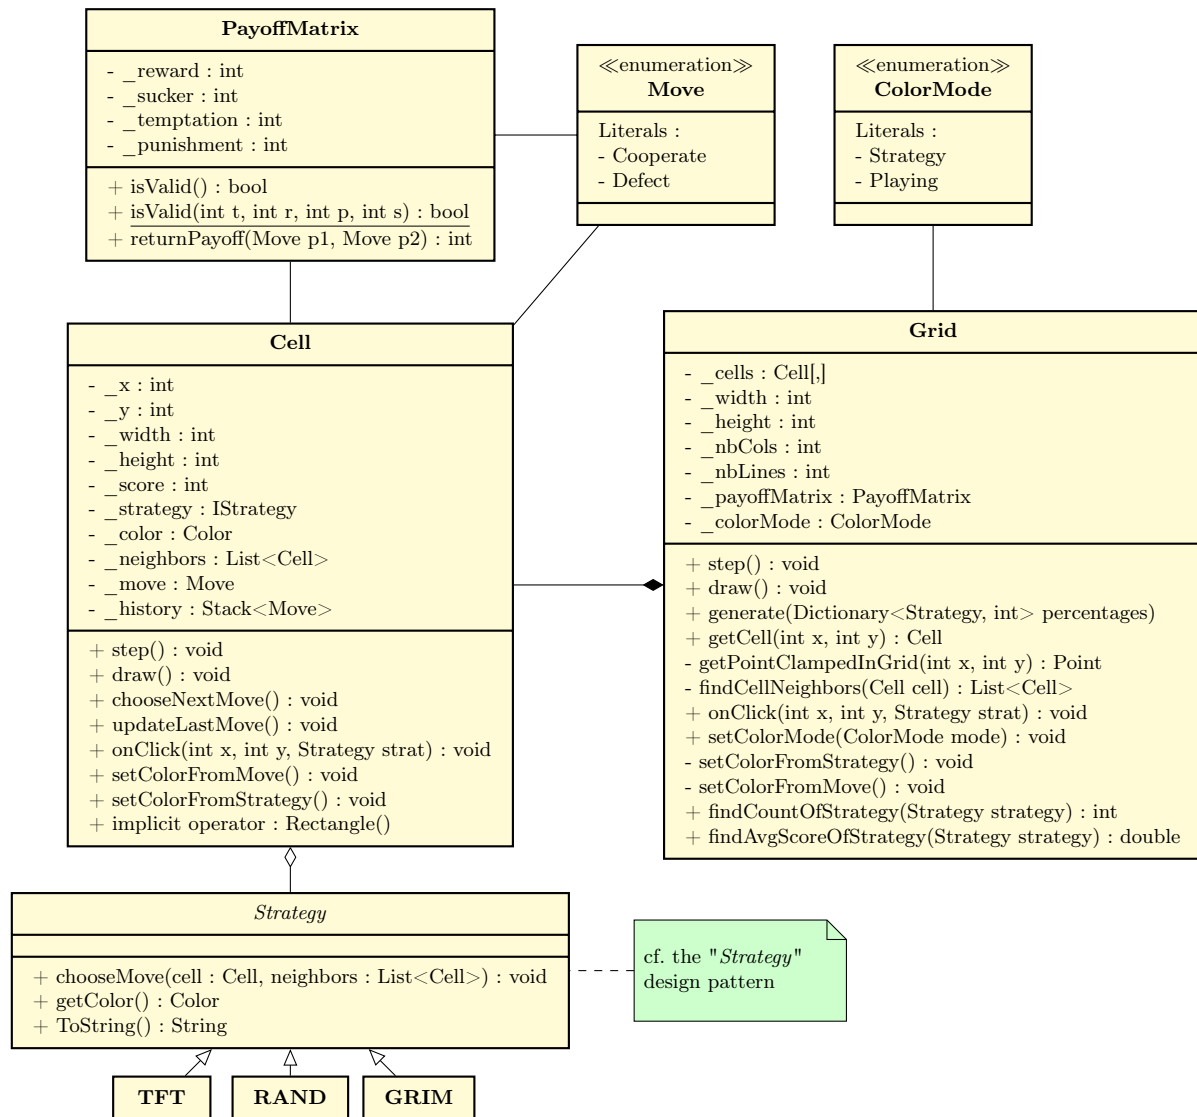 PayoffMatrix
- _reward : int
- _sucker : int
- _temptation : int
- _punishment : int
+ isValid() : bool
+ isValid(int t, int r, int p, int s) : bool
+ returnPayoff(Move p1, Move p2) : int
≪enumeration≫
Move
Literals :
- Cooperate
- Defect
≪enumeration≫
ColorMode
Literals :
- Strategy
- Playing
Cell
- _x : int
- _y : int
- _width : int
- _height : int
- _score : int
- _strategy : IStrategy
- _color : Color
- _neighbors : List<Cell>
- _move : Move
- _history : Stack<Move>
+ step() : void
+ draw() : void
+ chooseNextMove() : void
+ updateLastMove() : void
+ onClick(int x, int y, Strategy strat) : void
+ setColorFromMove() : void
+ setColorFromStrategy() : void
+ implicit operator : Rectangle()
Grid
- _cells : Cell[,]
- _width : int
- _height : int
- _nbCols : int
- _nbLines : int
- _payoffMatrix : PayoffMatrix
- _colorMode : ColorMode
+ step() : void
+ draw() : void
+ generate(Dictionary<Strategy, int> percentages)
+ getCell(int x, int y) : Cell
- getPointClampedInGrid(int x, int y) : Point
- findCellNeighbors(Cell cell) : List<Cell>
+ onClick(int x, int y, Strategy strat) : void
+ setColorMode(ColorMode mode) : void
- setColorFromStrategy() : void
- setColorFromMove() : void
+ findCountOfStrategy(Strategy strategy) : int
+ findAvgScoreOfStrategy(Strategy strategy) : double
Strategy
+ chooseMove(cell : Cell, neighbors : List<Cell>) : void
+ getColor() : Color
+ ToString() : String
cf. the "Strategy"
design pattern
TFT
RAND
GRIM